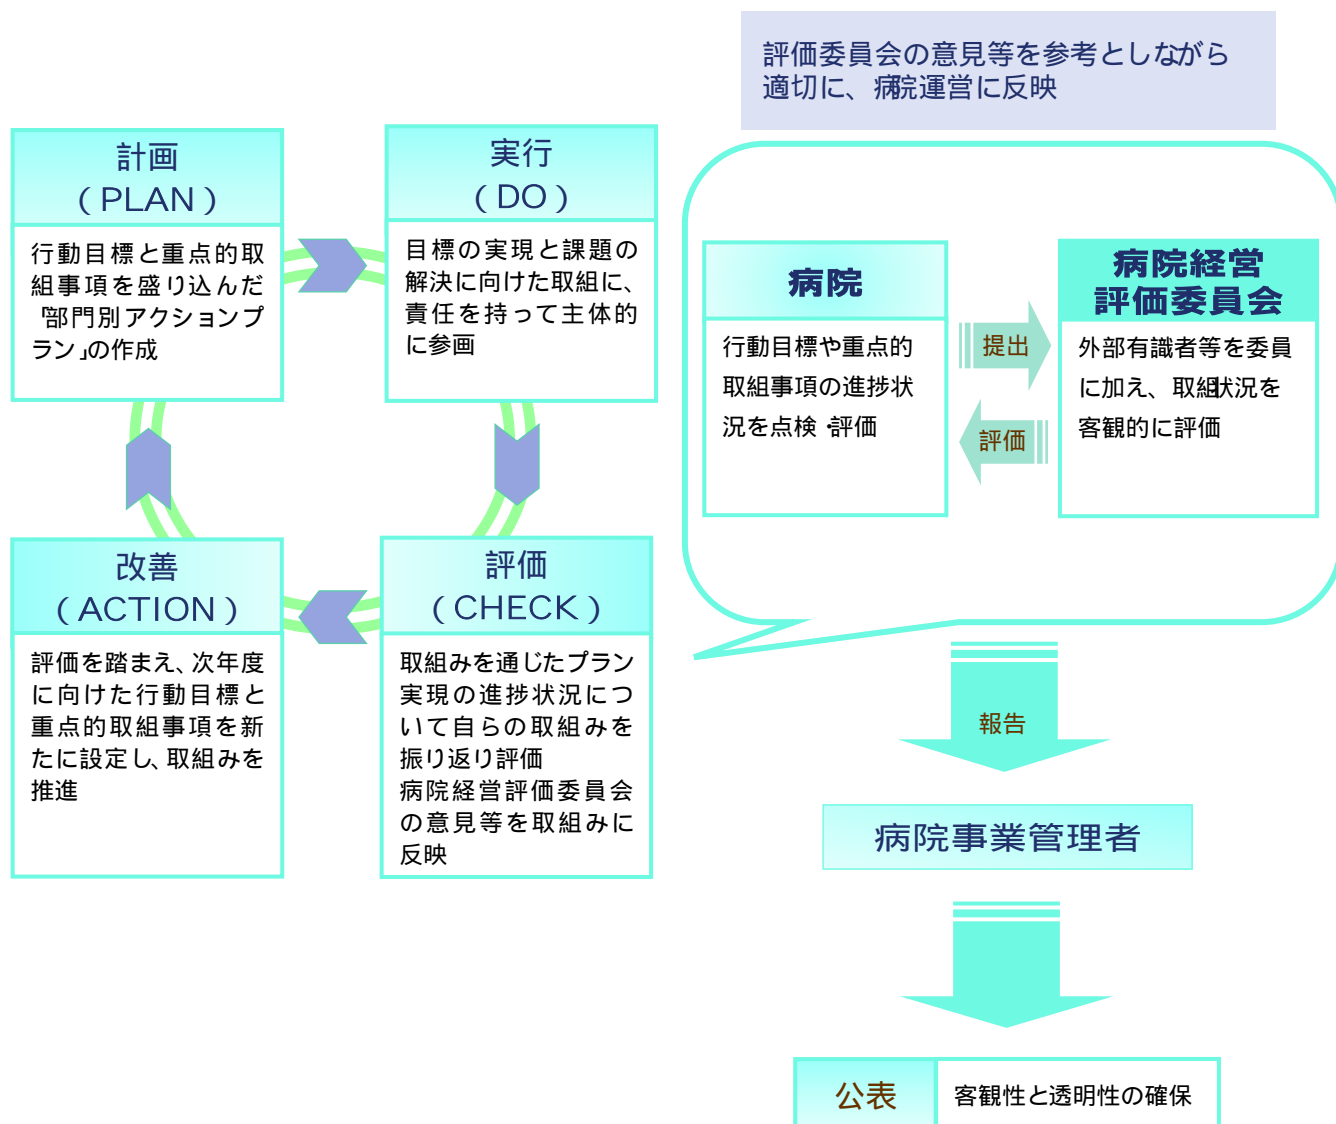 評価委員会の意見等を参考としながら
適切に、病院運営に反映
計画
(PLAN)
行動目標と重点的取
組事項を盛り込んだ
「部門別アクションプ
ラン」の作成
実行
(DO)
目標の実現と課題の
解決に向けた取組に、
責任を持って主体的
に参画
改善
(ACTION)
評価を踏まえ、次年度
に向けた行動目標と
重点的取組事項を新
たに設定し、取組みを
推進
評価
(CHECK)
取組みを通じたプラン
実現の進捗状況につ
いて自らの取組みを
振り返り評価
病院経営評価委員会
の意見等を取組みに
反映
病院
行動目標や重点的
取組事項の進捗状
況を点検・評価
提出
評価
病院経営
評価委員会
外部有識者等を委員
に加え、取組状況を
客観的に評価
報告
病院事業管理者
公表
客観性と透明性の確保